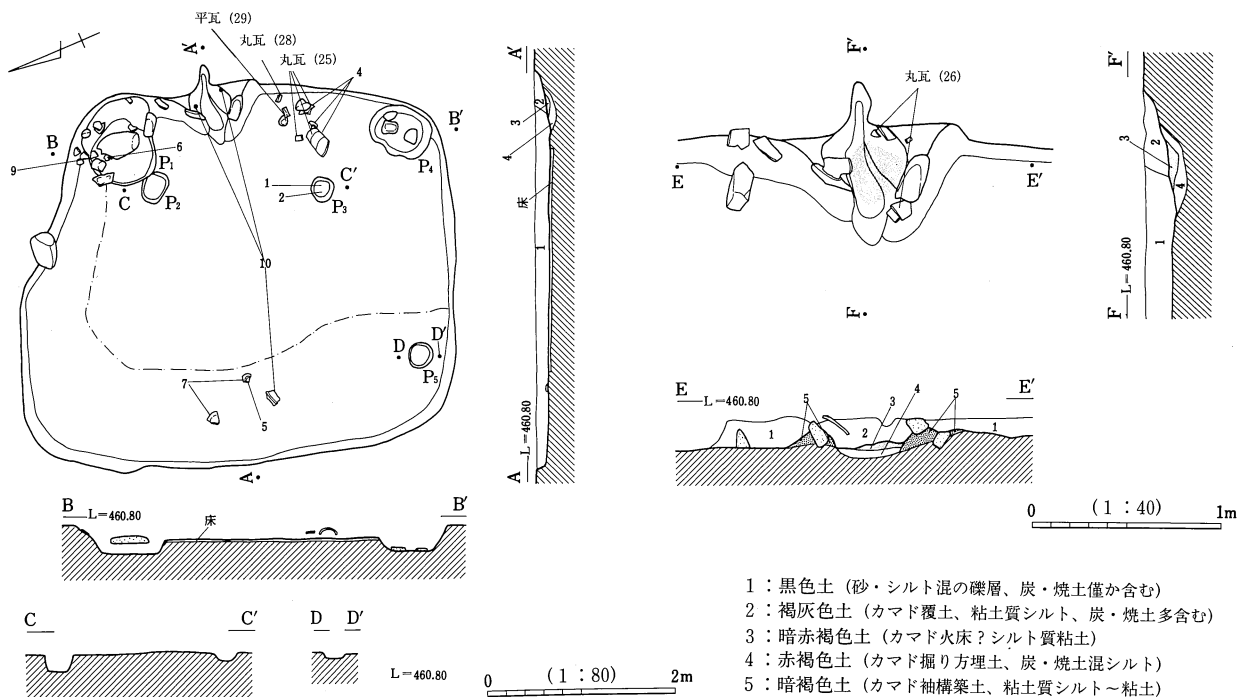 平瓦 (29)
丸瓦 (28)
丸瓦 (25)
4
A′
B
B′
9
6
P₁
P₂
C
1
2
P₃
C′
P₄
10
D
D′
P₅
7
5
A
A′
2
3
4
床
1
A
L=460.80
F′
丸瓦 (26)
E
E′
F
F′
3
2
4
1
F
L=460.80
B
L=460.80
床
B′
C
C′
D
D′
L=460.80
0
(1:80)
2m
E
L=460.80
5
3
4
5
E′
1
2
1
0
(1:40)
1m
1:黒色土 (砂・シルト混の礫層、炭・焼土僅か含む)
2:褐灰色土 (カマド覆土、粘土質シルト、炭・焼土多含む)
3:暗赤褐色土 (カマド火床?シルト質粘土)
4:赤褐色土 (カマド掘り方埋土、炭・焼土混シルト)
5:暗褐色土 (カマド袖構築土、粘土質シルト〜粘土)